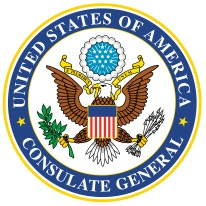 UNITED STATES OF AMERICA
CONSULATE GENERAL